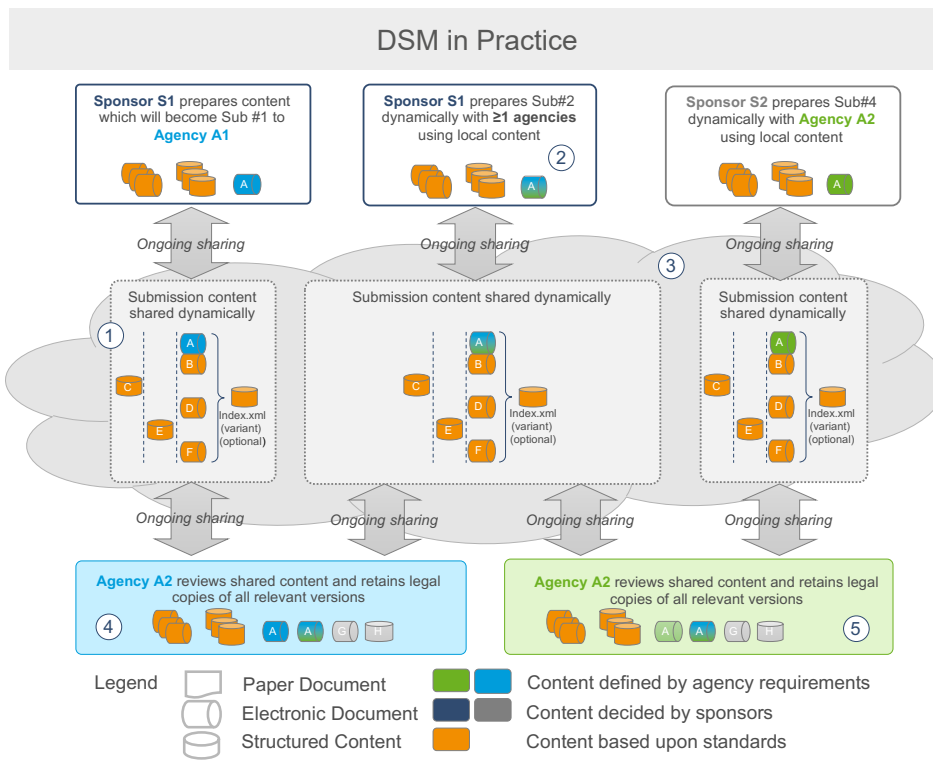 DSM in Practice
Sponsor S1 prepares content
which will become Sub #1 to
Agency A1
A
Sponsor S1 prepares Sub#2
dynamically with ≥1 agencies
using local content
2
A
Sponsor S2 prepares Sub#4
dynamically with Agency A2
using local content
A
Ongoing sharing
Ongoing sharing
Ongoing sharing
3
Submission content
shared dynamically
1
A
B
C
D
E
F
Index.xml
(variant)
(optional)
Submission content shared dynamically
A
B
C
D
E
F
Index.xml
(variant)
(optional)
Submission content
shared dynamically
A
B
C
D
E
F
Index.xml
(variant)
(optional)
Ongoing sharing
Ongoing sharing
Ongoing sharing
Ongoing sharing
Agency A2 reviews shared content and retains legal
copies of all relevant versions
4
A
A
G
H
Agency A2 reviews shared content and retains legal
copies of all relevant versions
A
A
G
H
5
Legend
Paper Document
Electronic Document
Structured Content
Content defined by agency requirements
Content decided by sponsors
Content based upon standards